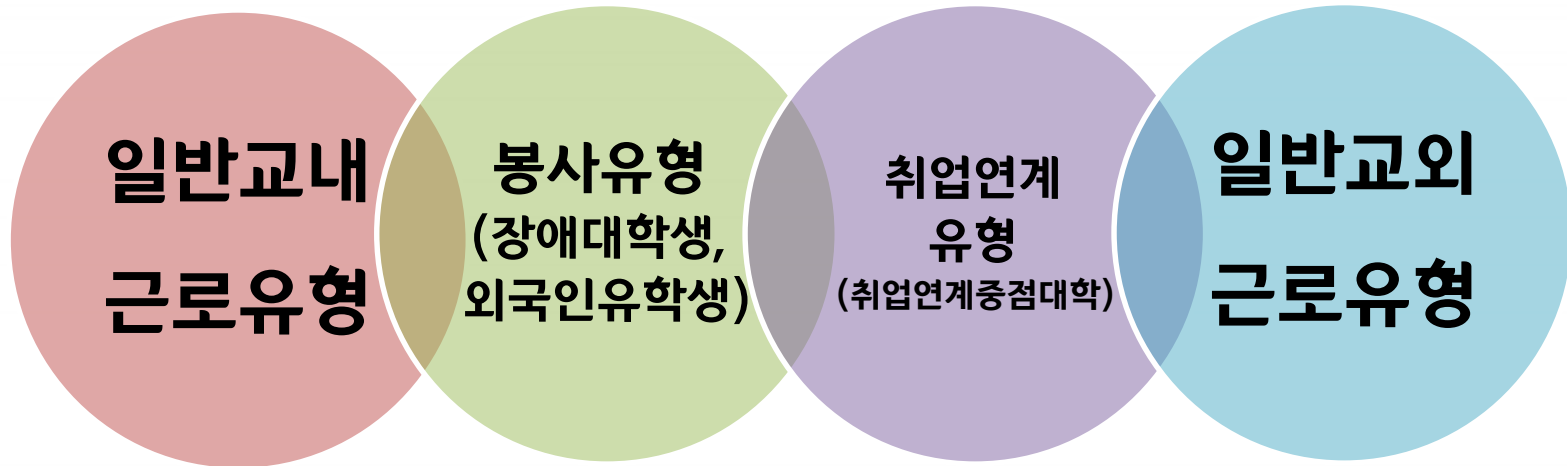 일반교내
근로유형
봉사유형
(장애대학생,
외국인유학생)
취업연계
유형
(취업연계중점대학)
일반교외
근로유형